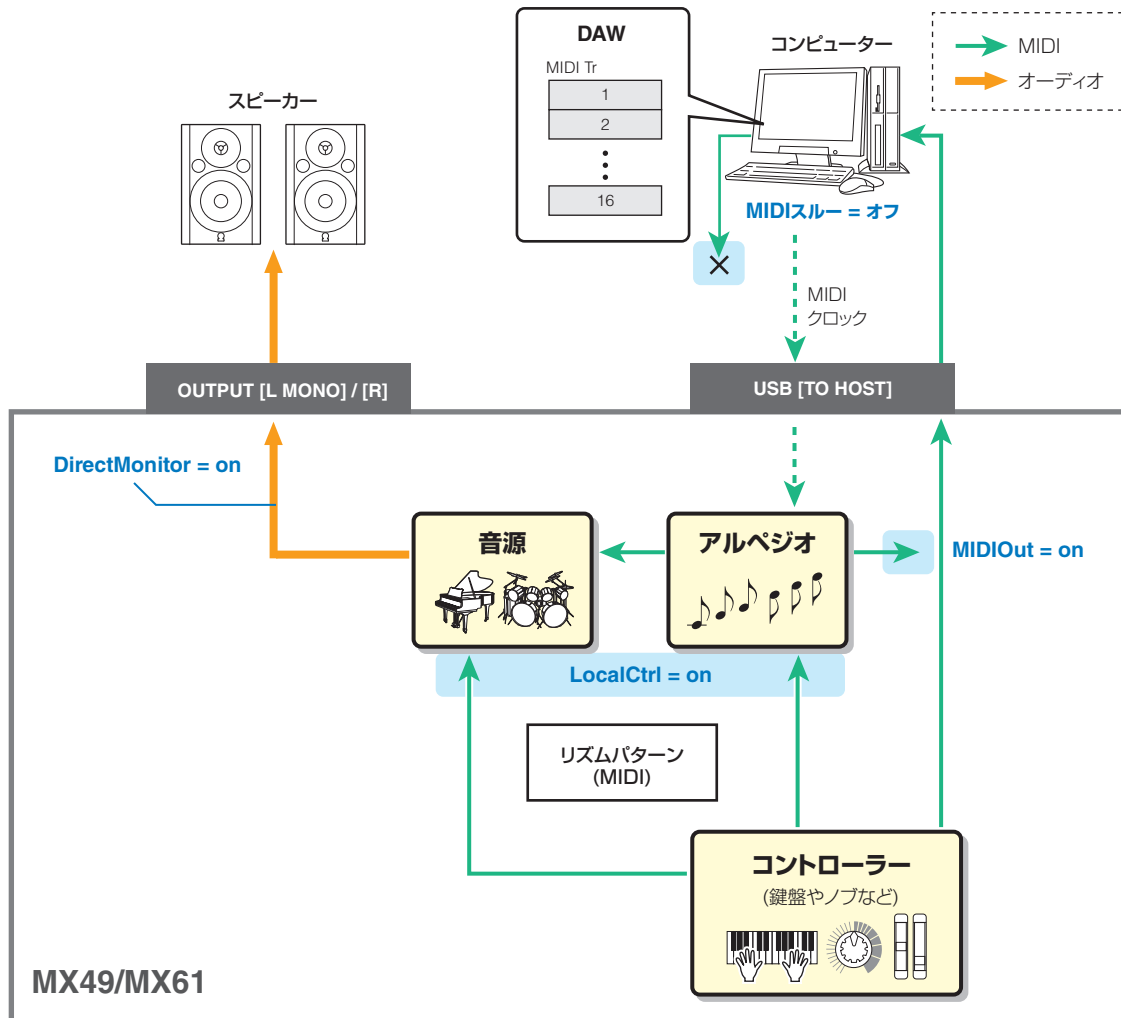 DAW
MIDI Tr
1
2
16
コンピューター
MIDI
オーディオ
スピーカー
MIDIスルー = オフ
MIDI
クロック
OUTPUT [L MONO] / [R]
USB [TO HOST]
DirectMonitor = on
音源
アルペジオ
MIDIOut = on
LocalCtrl = on
リズムパターン
(MIDI)
コントローラー
(鍵盤やノブなど)
MX49/MX61